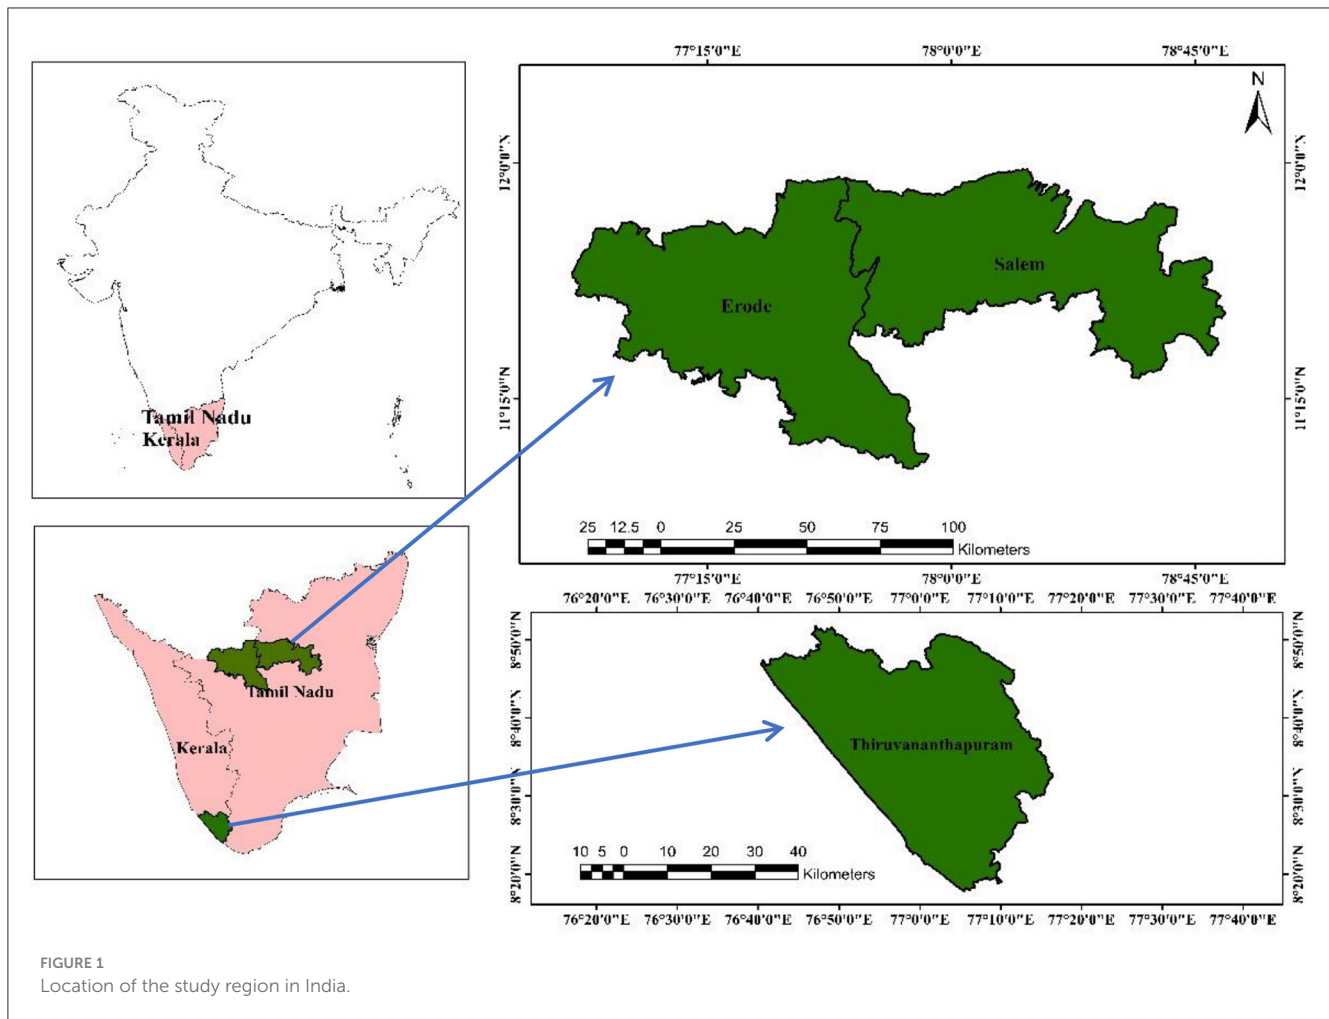 Tamil Nadu
Kerala
77°15'0"E 78°0'0"E 78°45'0"E
N
12°0'0"N 12°0'0"N
Salem
Erode
11°15'0"N 11°15'0"N
25 12.5 0 25 50 75 100
Kilometers
77°15'0"E 78°0'0"E 78°45'0"E
Tamil Nadu
Kerala
76°20'0"E 76°30'0"E 76°40'0"E 76°50'0"E 77°0'0"E 77°10'0"E 77°20'0"E 77°30'0"E 77°40'0"E
8°50'0"N 8°50'0"N
8°40'0"N 8°40'0"N
Thiruvananthapuram
8°30'0"N 8°30'0"N
10 5 0 10 20 30 40
Kilometers
8°20'0"N 8°20'0"N
76°20'0"E 76°30'0"E 76°40'0"E 76°50'0"E 77°0'0"E 77°10'0"E 77°20'0"E 77°30'0"E 77°40'0"E
FIGURE 1
Location of the study region in India.